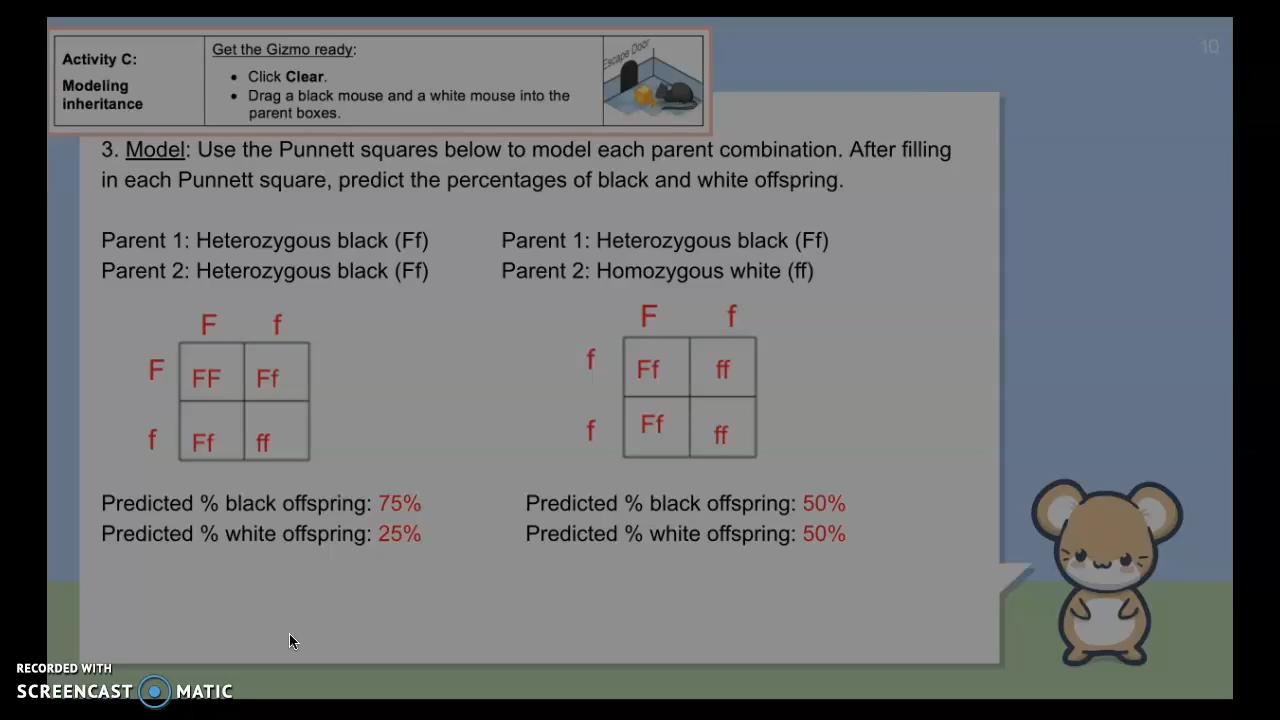 Activity C:
Modeling
inheritance
Get the Gizmo ready:
• Click Clear.
• Drag a black mouse and a white mouse into the
parent boxes.
Escape Door
10
3. Model: Use the Punnett squares below to model each parent combination. After filling
in each Punnett square, predict the percentages of black and white offspring.
Parent 1: Heterozygous black (Ff)
Parent 2: Heterozygous black (Ff)
F f
F FF Ff
f Ff ff
Predicted % black offspring: 75%
Predicted % white offspring: 25%
Parent 1: Heterozygous black (Ff)
Parent 2: Homozygous white (ff)
F f
f Ff ff
f Ff ff
Predicted % black offspring: 50%
Predicted % white offspring: 50%
RECORDED WITH
SCREENCAST MATIC